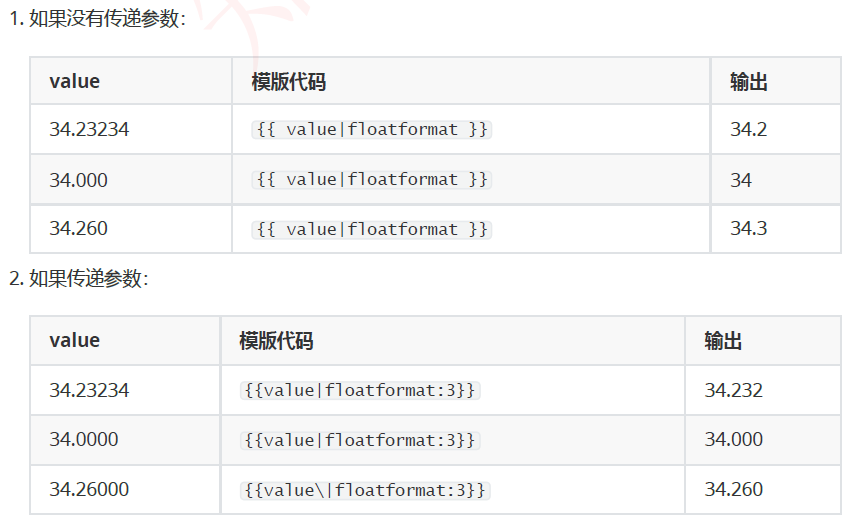 1. 如果没有传递参数：
value 模版代码 输出
34.23234 {{ value|floatformat }} 34.2
34.000 {{ value|floatformat }} 34
34.260 {{ value|floatformat }} 34.3
2. 如果传递参数：
value 模版代码 输出
34.23234 {{value|floatformat:3}} 34.232
34.0000 {{value|floatformat:3}} 34.000
34.26000 {{value\|floatformat:3}} 34.260